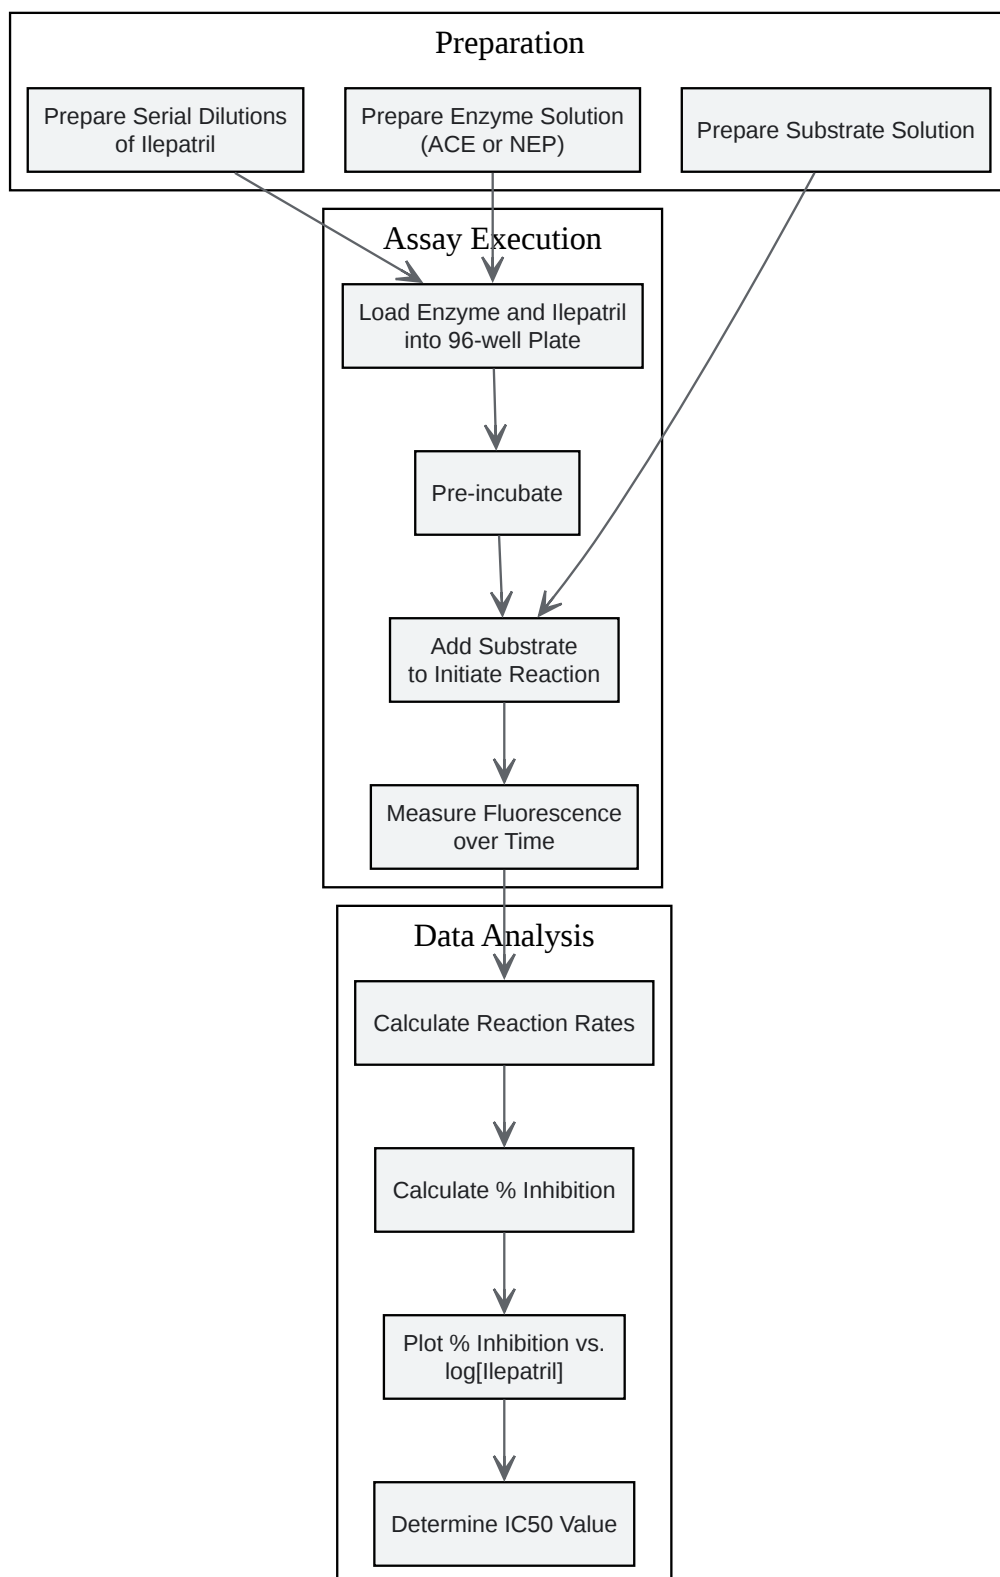 Preparation
Prepare Serial Dilutions
of Ilepatril
Prepare Enzyme Solution
(ACE or NEP)
Prepare Substrate Solution
Assay Execution
Load Enzyme and Ilepatril
into 96-well Plate
Pre-incubate
Add Substrate
to Initiate Reaction
Measure Fluorescence
over Time
Data Analysis
Calculate Reaction Rates
Calculate % Inhibition
Plot % Inhibition vs.
log[Ilepatril]
Determine IC50 Value